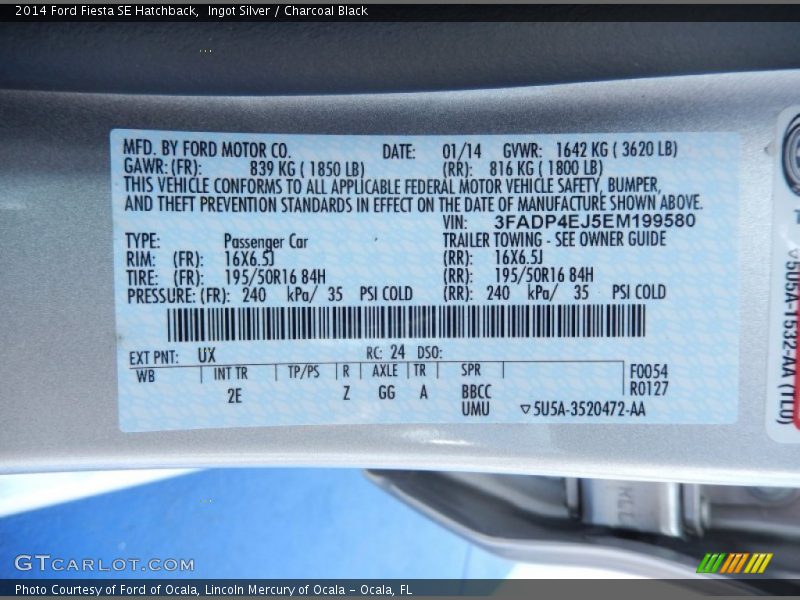 2014 Ford Fiesta SE Hatchback,  Ingot Silver / Charcoal Black
MFD. BY FORD MOTOR CO. DATE: 01/14 GVWR: 1642 KG ( 3620 LB)
GAWR: (FR): 839 KG ( 1850 LB) (RR): 816 KG ( 1800 LB)
THIS VEHICLE CONFORMS TO ALL APPLICABLE FEDERAL MOTOR VEHICLE SAFETY, BUMPER,
AND THEFT PREVENTION STANDARDS IN EFFECT ON THE DATE OF MANUFACTURE SHOWN ABOVE.
VIN: 3FADP4EJ5EM199580
TYPE: Passenger Car TRAILER TOWING - SEE OWNER GUIDE
RIM: (FR): 16X6.5J (RR): 16X6.5J
TIRE: (FR): 195/50R16 84H (RR): 195/50R16 84H
PRESSURE: (FR): 240 kPa/ 35 PSI COLD (RR): 240 kPa/ 35 PSI COLD
EXT PNT: UX RC: 24 DSO:
WB INT TR TP/PS R AXLE TR SPR F0054
2E Z GG A BBCC R0127
UMU ▽5U5A-3520472-AA
5U5A-1532-AA (TLO)
GTCARLOT.COM
Photo Courtesy of Ford of Ocala, Lincoln Mercury of Ocala - Ocala, FL